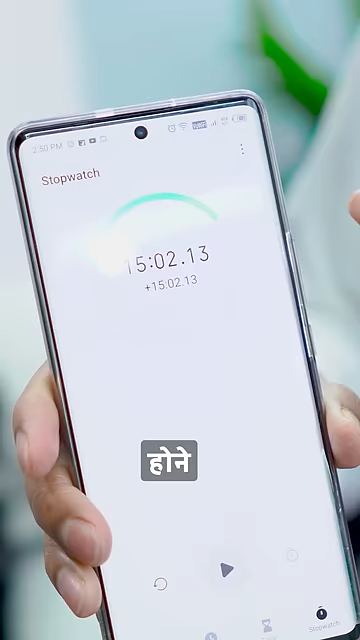 2:50 PM
Stopwatch
15:02.13
+15:02.13
होने
Stopwatch